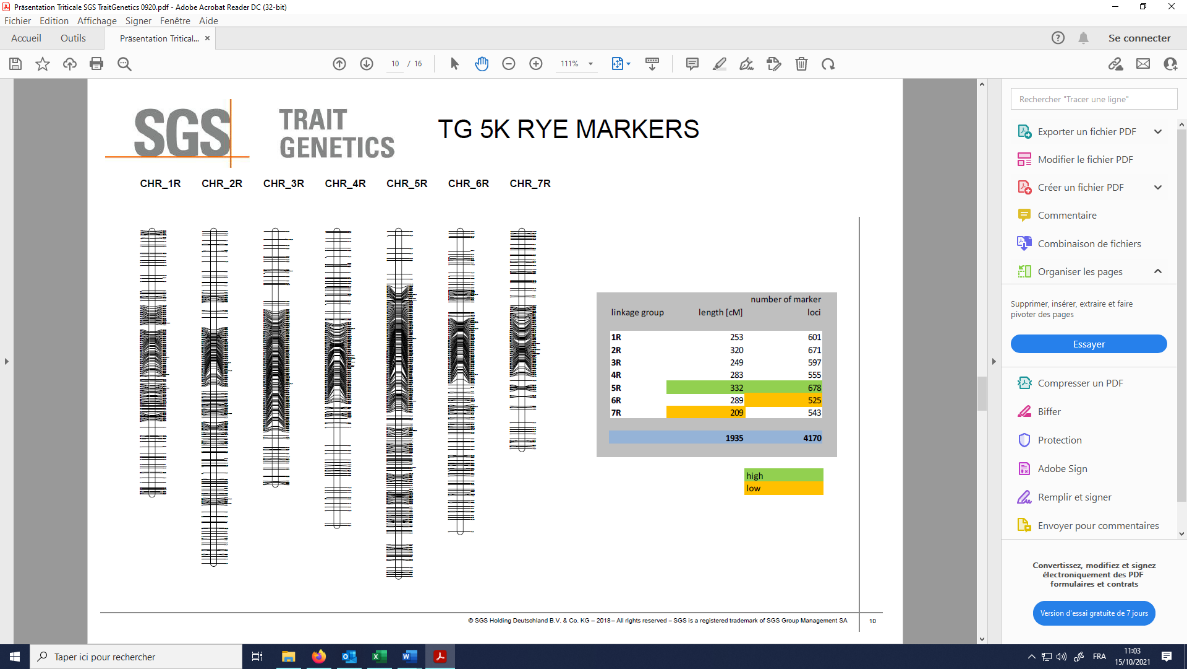 Présentation Triticale SGS TraitGenetics 0920.pdf - Adobe Acrobat Reader DC (32-bit)
Fichier Edition Affichage Signer Fenêtre Aide
Accueil Outils Présentation Tritical... × Se connecter
10 / 16 111%
SGS TRAIT GENETICS
TG 5K RYE MARKERS
CHR_1R CHR_2R CHR_3R CHR_4R CHR_5R CHR_6R CHR_7R
linkage group length [cM] number of marker loci
1R 253 601
2R 320 671
3R 249 597
4R 283 555
5R 332 678
6R 289 525
7R 209 543
1935 4170
high
low
© SGS Holding Deutschland B.V. & Co. KG – 2018 – All rights reserved – SGS is a registered trademark of SGS Group Management SA 10
Rechercher "Tracer une ligne"
Exporter un fichier PDF
Modifier le fichier PDF
Créer un fichier PDF
Commentaire
Combinaison de fichiers
Organiser les pages
Supprimer, insérer, extraire et faire
pivoter des pages
Essayer
Compresser un PDF
Biffer
Protection
Adobe Sign
Remplir et signer
Envoyer pour commentaires
Convertissez, modifiez et signez
électroniquement des PDF
formulaires et contrats
Version d'essai gratuite de 7 jours
Taper ici pour rechercher
FRA
11:03
15/10/2021